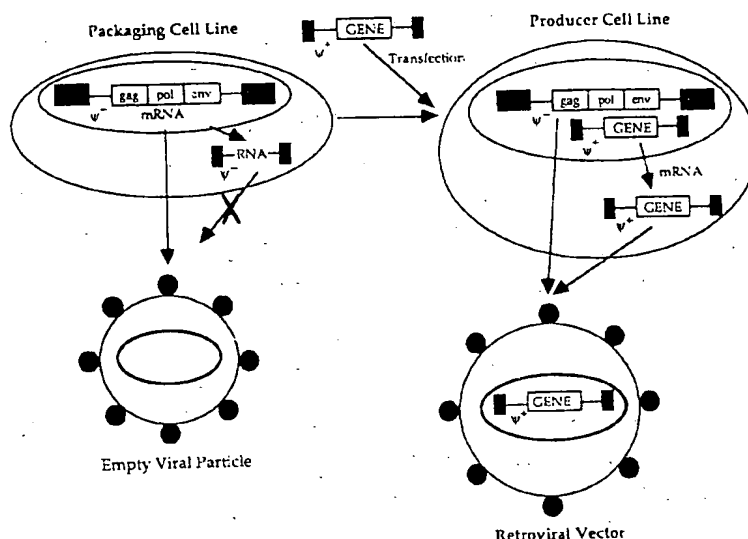 Packaging Cell Line
ψ+ GENE
Transfection
Producer Cell Line
gag pol env
ψ-
mRNA
RNA
ψ-
X
gag pol env
ψ-
GENE
ψ+
mRNA
GENE
ψ+
GENE
ψ+
Empty Viral Particle
Retroviral Vector